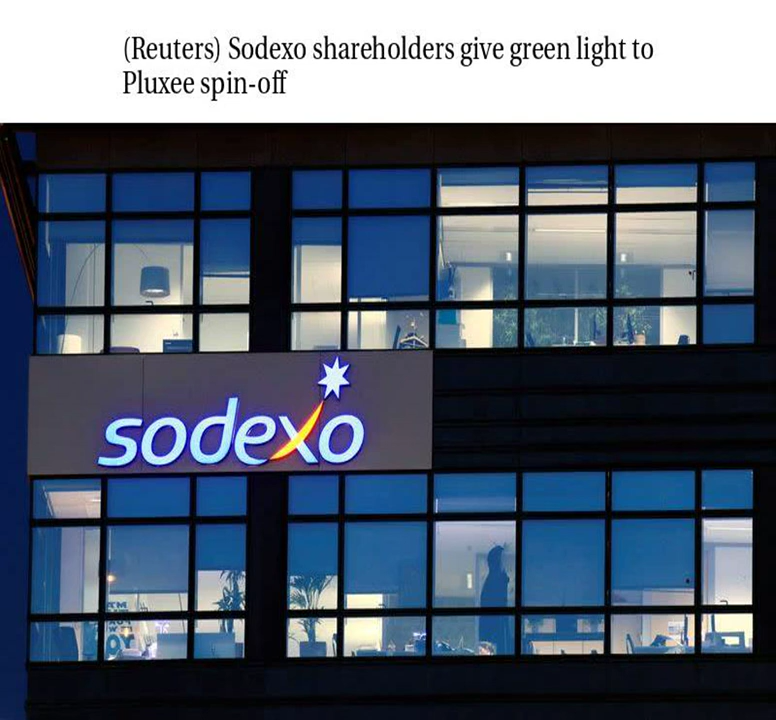 (Reuters) Sodexo shareholders give green light to
Pluxee spin-off
sodexo